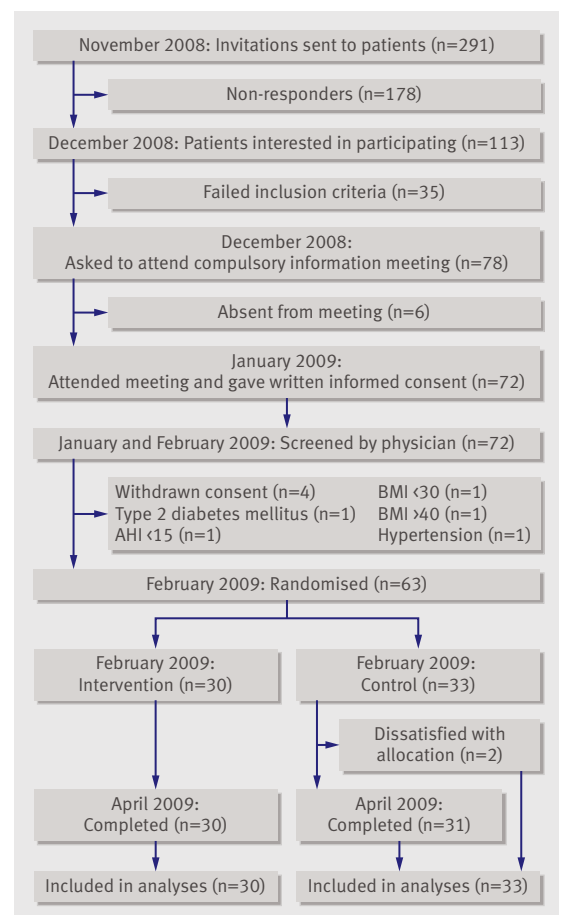 November 2008: Invitations sent to patients (n=291)
Non-responders (n=178)
December 2008: Patients interested in participating (n=113)
Failed inclusion criteria (n=35)
December 2008:
Asked to attend compulsory information meeting (n=78)
Absent from meeting (n=6)
January 2009:
Attended meeting and gave written informed consent (n=72)
January and February 2009: Screened by physician (n=72)
Withdrawn consent (n=4)
Type 2 diabetes mellitus (n=1)
AHI <15 (n=1)
BMI <30 (n=1)
BMI >40 (n=1)
Hypertension (n=1)
February 2009: Randomised (n=63)
February 2009:
Intervention (n=30)
February 2009:
Control (n=33)
Dissatisfied with
allocation (n=2)
April 2009:
Completed (n=30)
April 2009:
Completed (n=31)
Included in analyses (n=30)
Included in analyses (n=33)